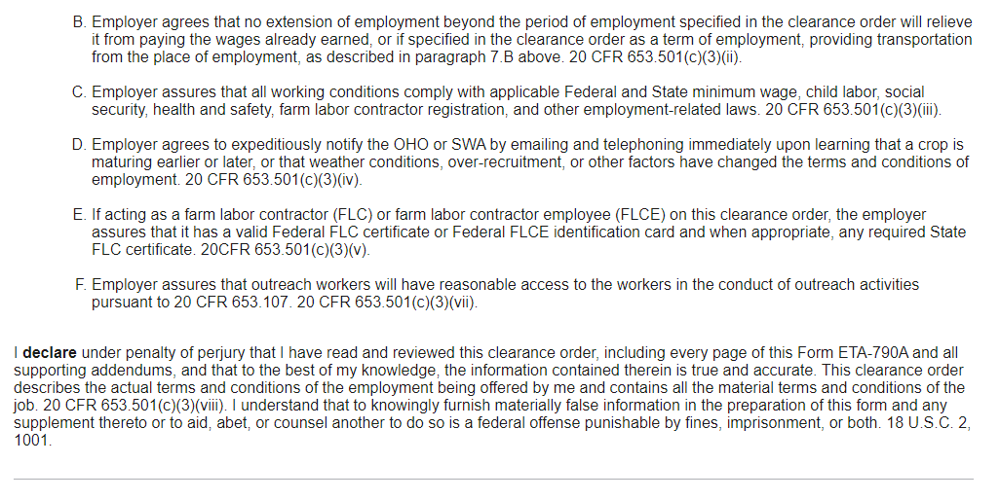 B. Employer agrees that no extension of employment beyond the period of employment specified in the clearance order will relieve
it from paying the wages already earned, or if specified in the clearance order as a term of employment, providing transportation
from the place of employment, as described in paragraph 7.B above. 20 CFR 653.501(c)(3)(ii).
C. Employer assures that all working conditions comply with applicable Federal and State minimum wage, child labor, social
security, health and safety, farm labor contractor registration, and other employment-related laws. 20 CFR 653.501(c)(3)(iii).
D. Employer agrees to expeditiously notify the OHO or SWA by emailing and telephoning immediately upon learning that a crop is
maturing earlier or later, or that weather conditions, over-recruitment, or other factors have changed the terms and conditions of
employment. 20 CFR 653.501(c)(3)(iv).
E. If acting as a farm labor contractor (FLC) or farm labor contractor employee (FLCE) on this clearance order, the employer
assures that it has a valid Federal FLC certificate or Federal FLCE identification card and when appropriate, any required State
FLC certificate. 20CFR 653.501(c)(3)(v).
F. Employer assures that outreach workers will have reasonable access to the workers in the conduct of outreach activities
pursuant to 20 CFR 653.107. 20 CFR 653.501(c)(3)(vii).
I declare under penalty of perjury that I have read and reviewed this clearance order, including every page of this Form ETA-790A and all
supporting addendums, and that to the best of my knowledge, the information contained therein is true and accurate. This clearance order
describes the actual terms and conditions of the employment being offered by me and contains all the material terms and conditions of the
job. 20 CFR 653.501(c)(3)(viii). I understand that to knowingly furnish materially false information in the preparation of this form and any
supplement thereto or to aid, abet, or counsel another to do so is a federal offense punishable by fines, imprisonment, or both. 18 U.S.C. 2,
1001.